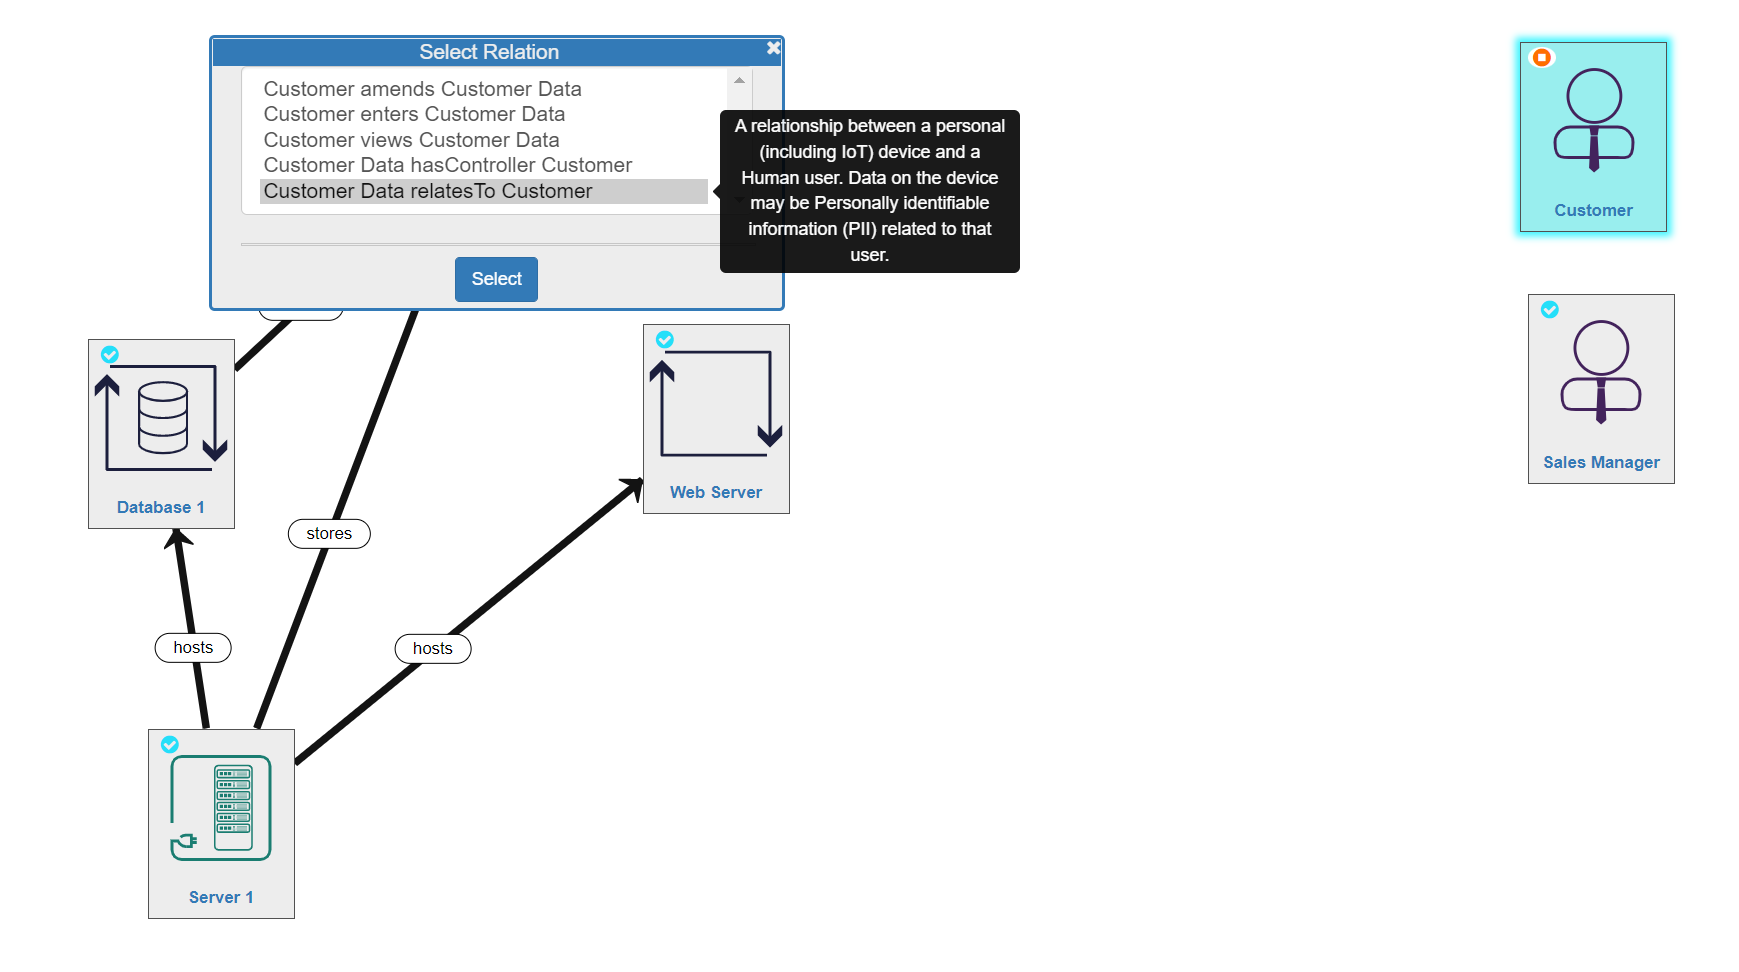 Select Relation
Customer amends Customer Data
Customer enters Customer Data
Customer views Customer Data
Customer Data hasController Customer
Customer Data relatesTo Customer
Select
A relationship between a personal
(including IoT) device and a
Human user. Data on the device
may be Personally identifiable
information (PII) related to that
user.
Customer
Sales Manager
Database 1
Web Server
stores
hosts
hosts
Server 1